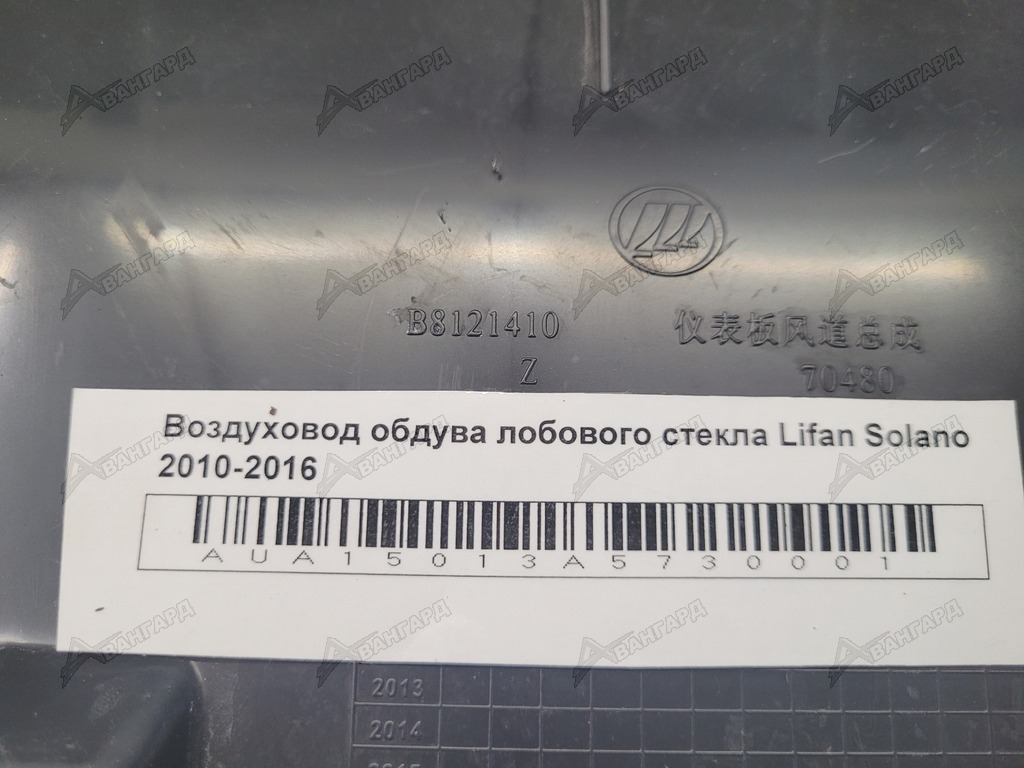 B8121410
Z
仪表板风道总成
70480
Воздуховод обдува лобового стекла Lifan Solano
2010-2016
AUA15013A5730001
2013
2014
АВАНГАРД